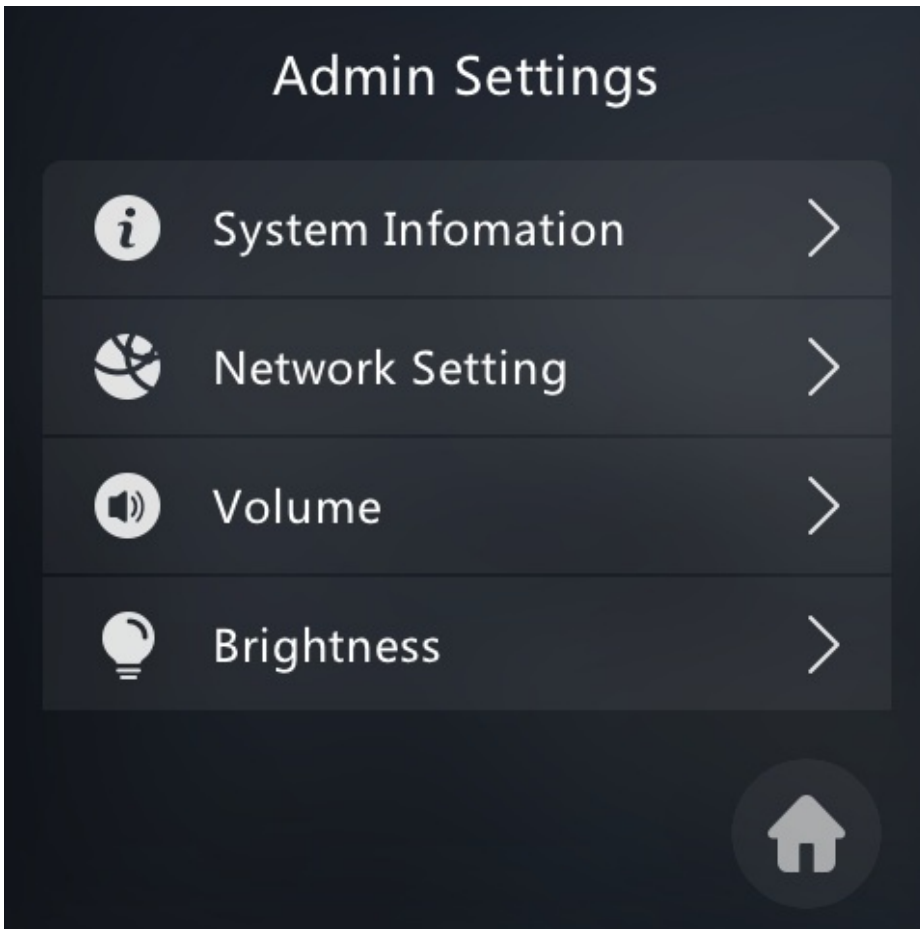 Admin Settings
System Infomation
Network Setting
Volume
Brightness